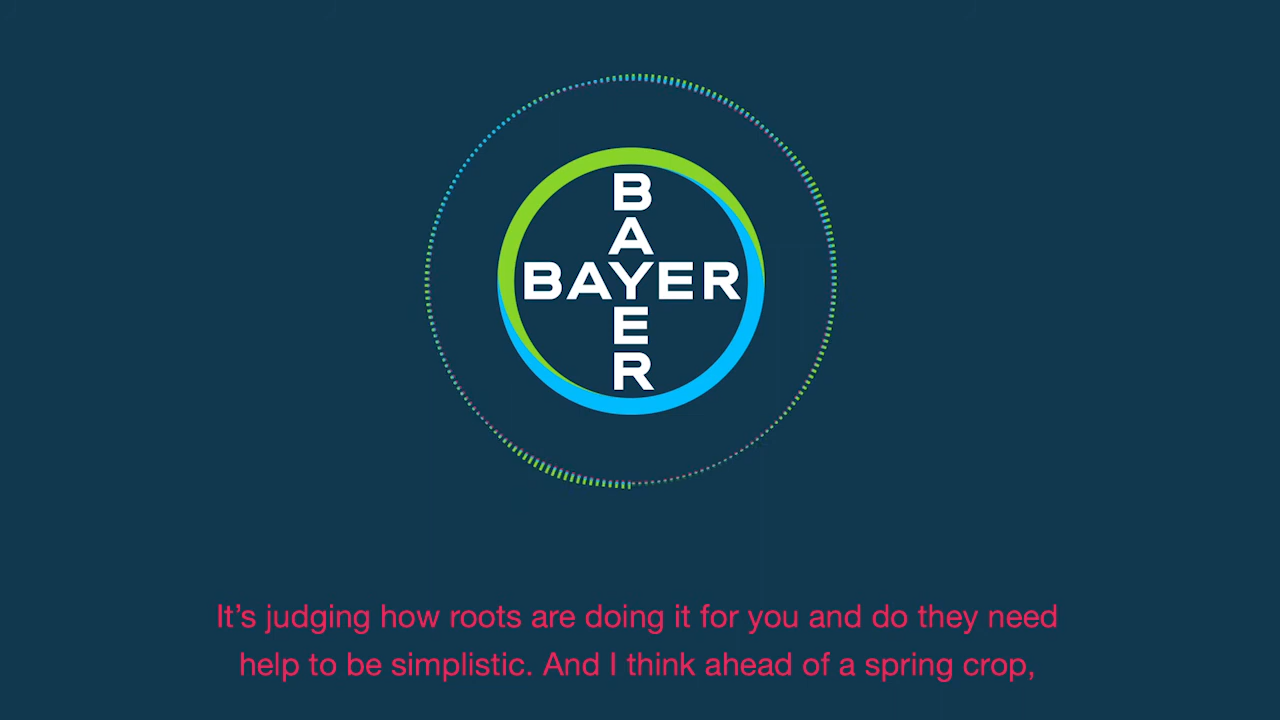 BAYER
BAYER
It's judging how roots are doing it for you and do they need
help to be simplistic. And I think ahead of a spring crop,